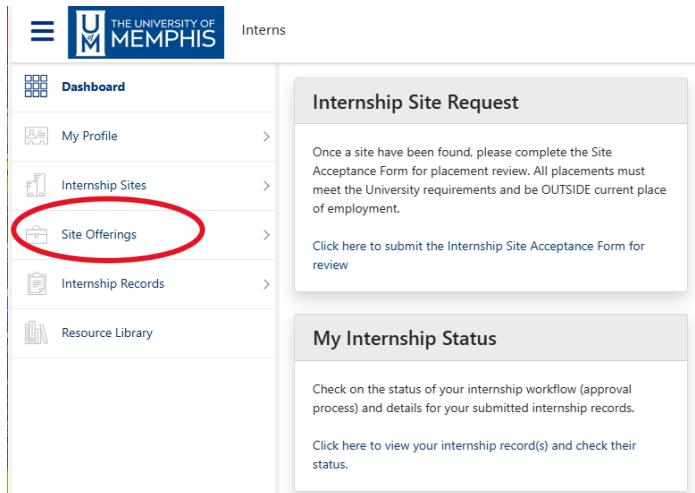 THE UNIVERSITY OF
MEMPHIS
Interns
Dashboard
My Profile
Internship Sites
Site Offerings
Internship Records
Resource Library
Internship Site Request
Once a site have been found, please complete the Site
Acceptance Form for placement review. All placements must
meet the University requirements and be OUTSIDE current place
of employment.
Click here to submit the Internship Site Acceptance Form for
review
My Internship Status
Check on the status of your internship workflow (approval
process) and details for your submitted internship records.
Click here to view your internship record(s) and check their
status.